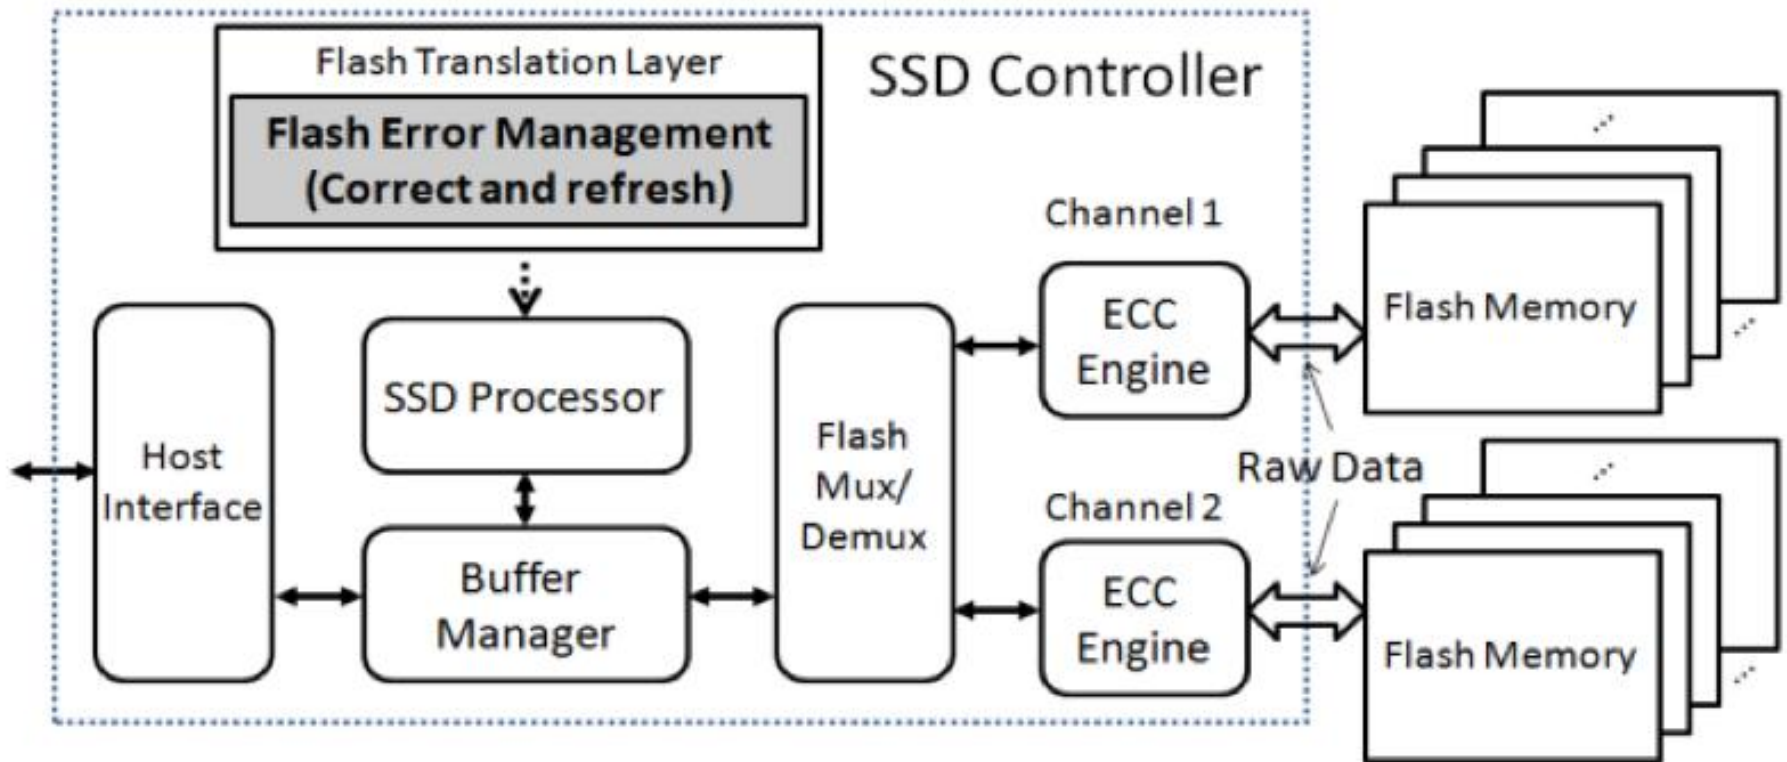 Flash Translation Layer
Flash Error Management
(Correct and refresh)
SSD Controller
Host
Interface
SSD Processor
Buffer
Manager
Flash
Mux/
Demux
Channel 1
ECC
Engine
Channel 2
ECC
Engine
Raw Data
Flash Memory
Flash Memory